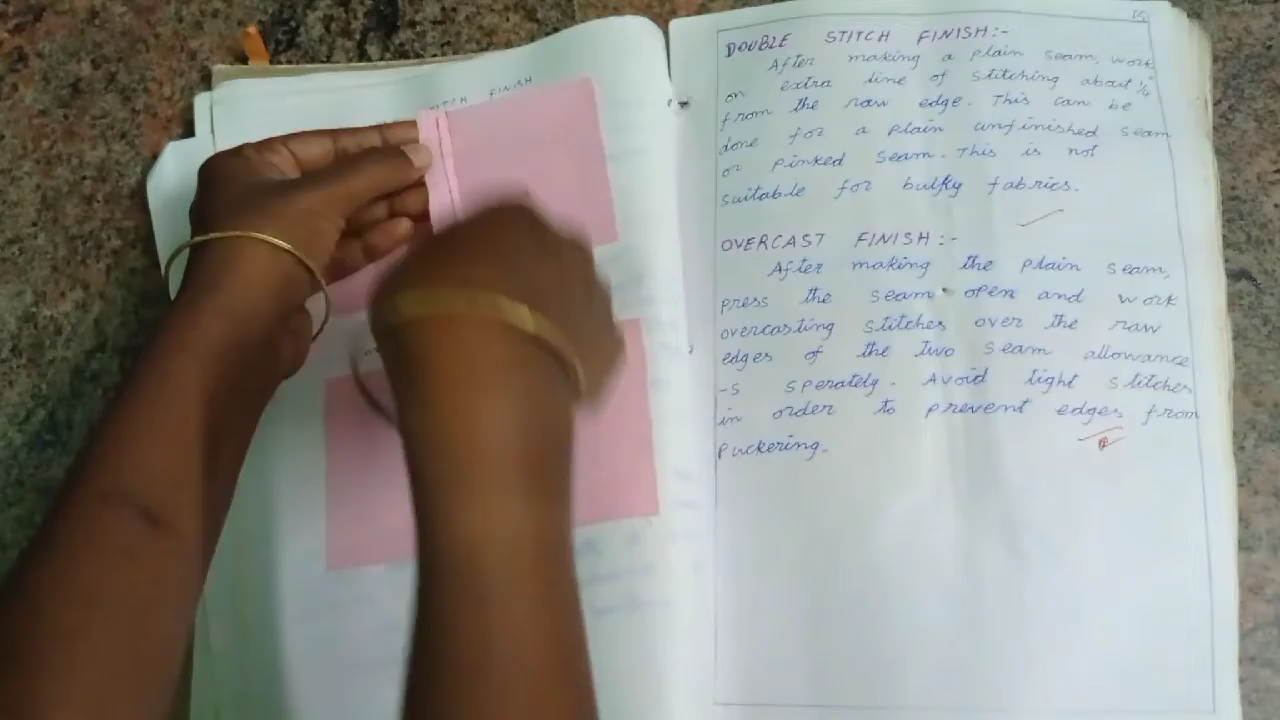 STITCH FINISH
15
DOUBLE STITCH FINISH:-
After making a plain seam, work
on extra line of stitching about ⅛"
from the raw edge. This can be
done for a plain unfinished seam
or pinked seam. This is not
suitable for bulky fabrics.
OVERCAST FINISH:-
After making the plain seam,
press the seam open and work
overcasting stitches over the raw
edges of the two seam allowance
-s sperately. Avoid tight stitches
in order to prevent edges from
puckering.